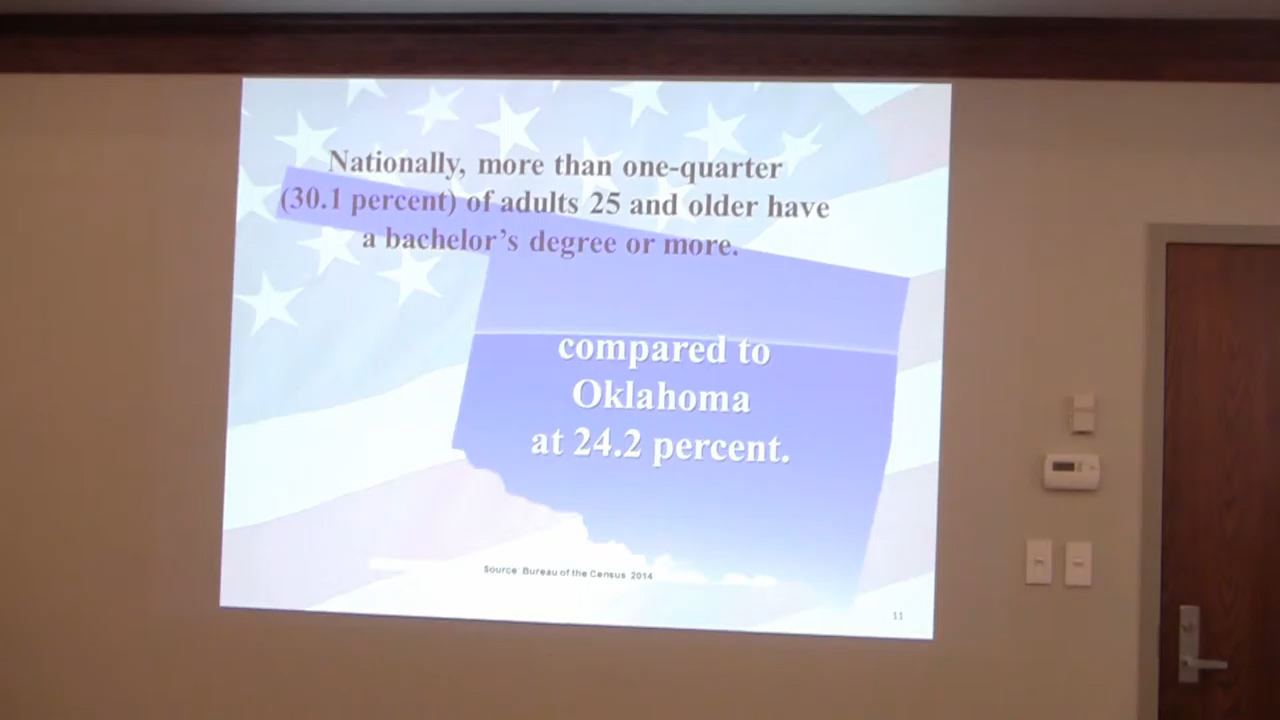 Nationally, more than one-quarter
(30.1 percent) of adults 25 and older have
a bachelor’s degree or more.
compared to
Oklahoma
at 24.2 percent.
Source: Bureau of the Census 2014
11